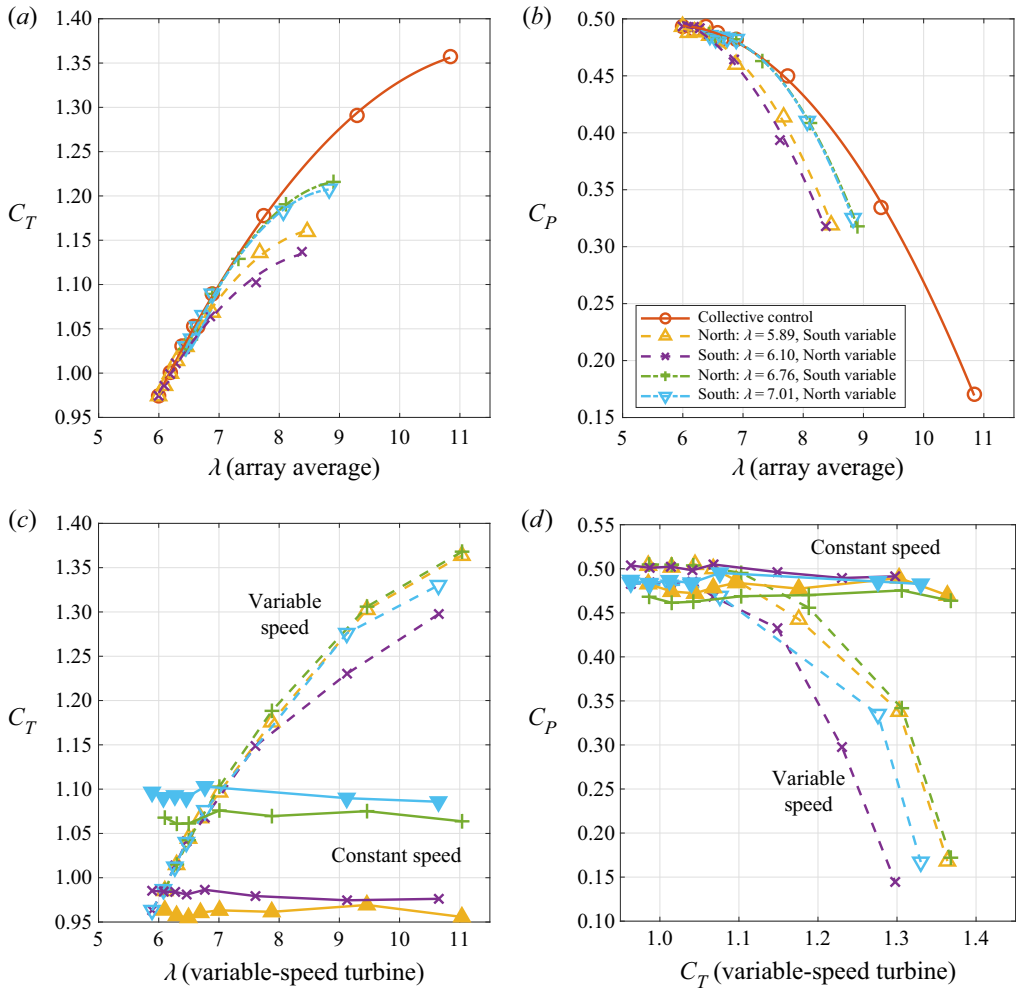 (a)
1.40
1.35
1.30
1.25
1.20
C_T
1.15
1.10
1.05
1.00
0.95
5 6 7 8 9 10 11
λ (array average)
(b)
0.50
0.45
0.40
0.35
C_P
0.30
0.25
0.20
0.15
Collective control
North: λ = 5.89, South variable
South: λ = 6.10, North variable
North: λ = 6.76, South variable
South: λ = 7.01, North variable
5 6 7 8 9 10 11
λ (array average)
(c)
1.40
1.35
1.30
1.25
1.20
C_T
1.15
1.10
1.05
1.00
0.95
Variable
speed
Constant speed
5 6 7 8 9 10 11
λ (variable-speed turbine)
(d)
0.55
0.50
0.45
0.40
0.35
C_P
0.30
0.25
0.20
0.15
0.10
Constant speed
Variable
speed
1.0 1.1 1.2 1.3 1.4
C_T (variable-speed turbine)